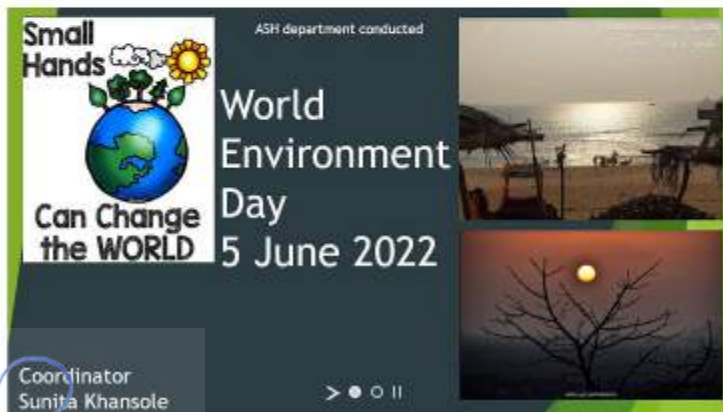 Small
Hands
Can Change
the WORLD
ASH department conducted
World
Environment
Day
5 June 2022
Coordinator
Sunita Khansole